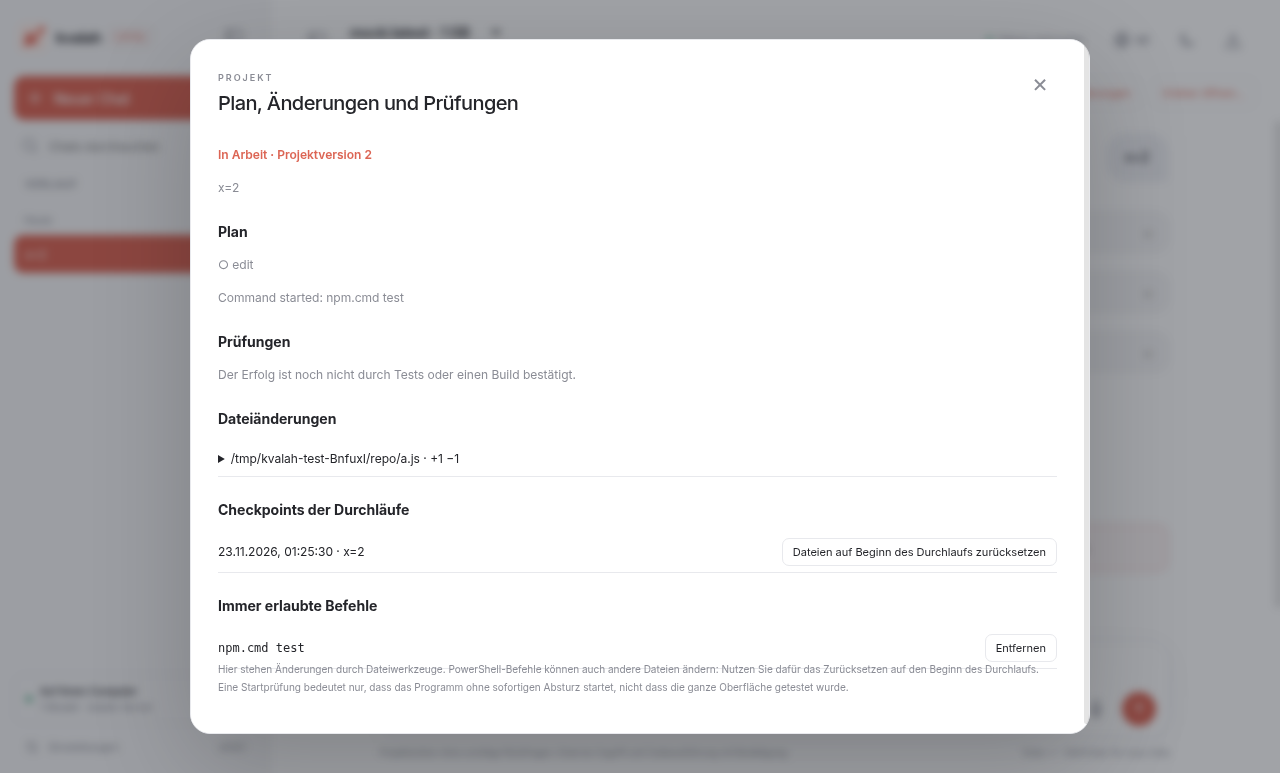 PROJEKT
Plan, Änderungen und Prüfungen
In Arbeit · Projektversion 2
x=2
Plan
○ edit
Command started: npm.cmd test
Prüfungen
Der Erfolg ist noch nicht durch Tests oder einen Build bestätigt.
Dateiänderungen
▶ /tmp/kvalah-test-Bnfuxl/repo/a.js · +1 −1
Checkpoints der Durchläufe
23.11.2026, 01:25:30 · x=2
Dateien auf Beginn des Durchlaufs zurücksetzen
Immer erlaubte Befehle
npm.cmd test
Entfernen
Hier stehen Änderungen durch Dateiwerkzeuge. PowerShell-Befehle können auch andere Dateien ändern: Nutzen Sie dafür das Zurücksetzen auf den Beginn des Durchlaufs.
Eine Startprüfung bedeutet nur, dass das Programm ohne sofortigen Absturz startet, nicht dass die ganze Oberfläche getestet wurde.